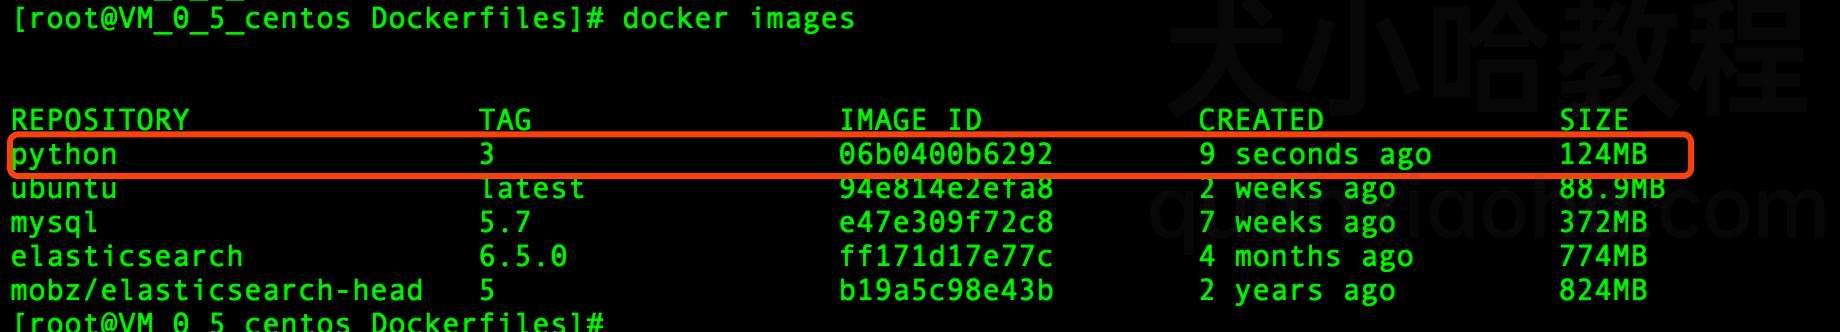 [root@VM_0_5_centos Dockerfiles]# docker images
犬小哈教程
REPOSITORY TAG IMAGE ID CREATED SIZE
python 3 06b0400b6292 9 seconds ago 124MB
ubuntu latest 94e814e2efa8 2 weeks ago 88.9MB
mysql 5.7 e47e309f72c8 7 weeks ago 372MB
elasticsearch 6.5.0 ff171d17e77c 4 months ago 774MB
mobz/elasticsearch-head 5 b19a5c98e43b 2 years ago 824MB
[root@VM_0_5_centos Dockerfiles]#